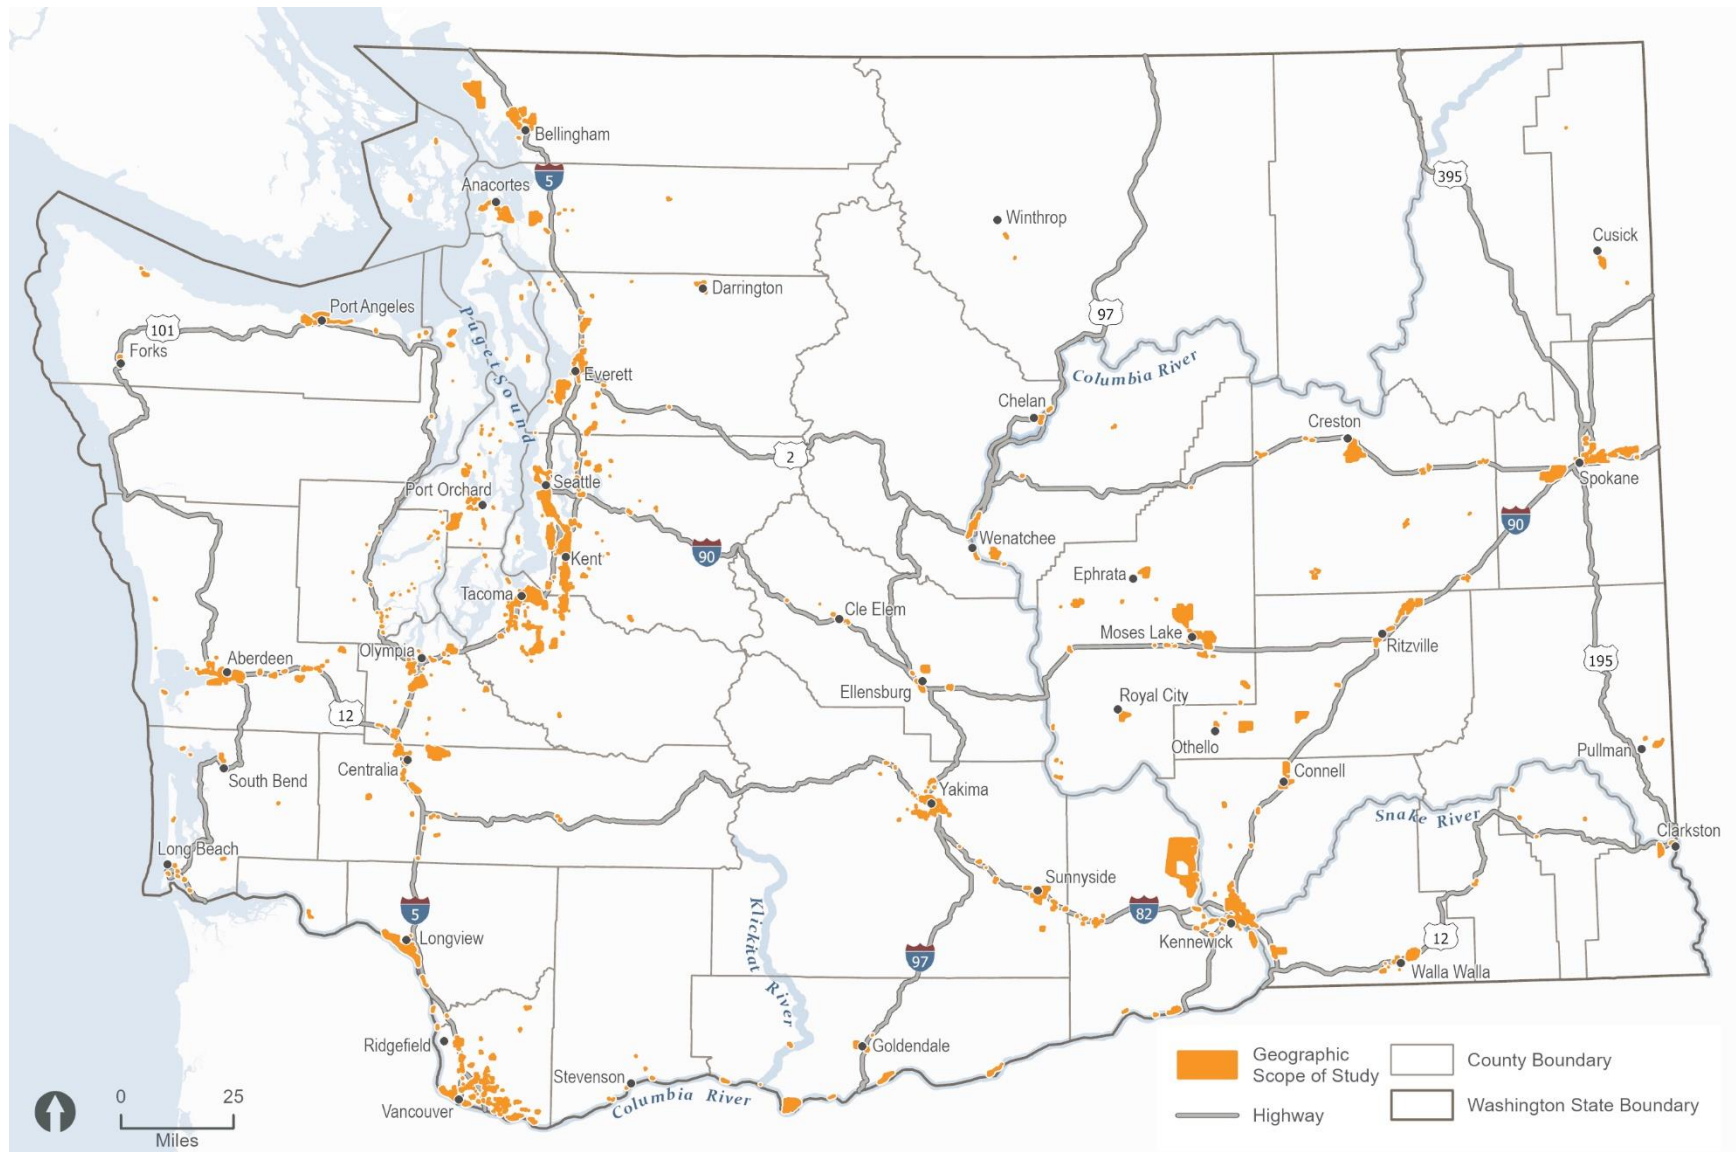 Bellingham
5
Anacortes
395
Winthrop
Cusick
Darrington
Port Angeles
97
101
Puget Sound
Forks
Everett
Columbia River
Chelan
Creston
2
Port Orchard
Seattle
Spokane
90
Wenatchee
90
Kent
Ephrata
Tacoma
Cle Elem
Moses Lake
Ritzville
Olympia
Aberdeen
195
Ellensburg
Royal City
12
Othello
Pullman
Centralia
South Bend
Connell
Yakima
Snake River
Clarkston
Long Beach
Sunnyside
5
82
Klickitat River
Longview
Kennewick
12
97
Walla Walla
Ridgefield
Goldendale
Stevenson
Columbia River
Vancouver
0 25
Miles
Geographic
Scope of Study
County Boundary
Highway
Washington State Boundary